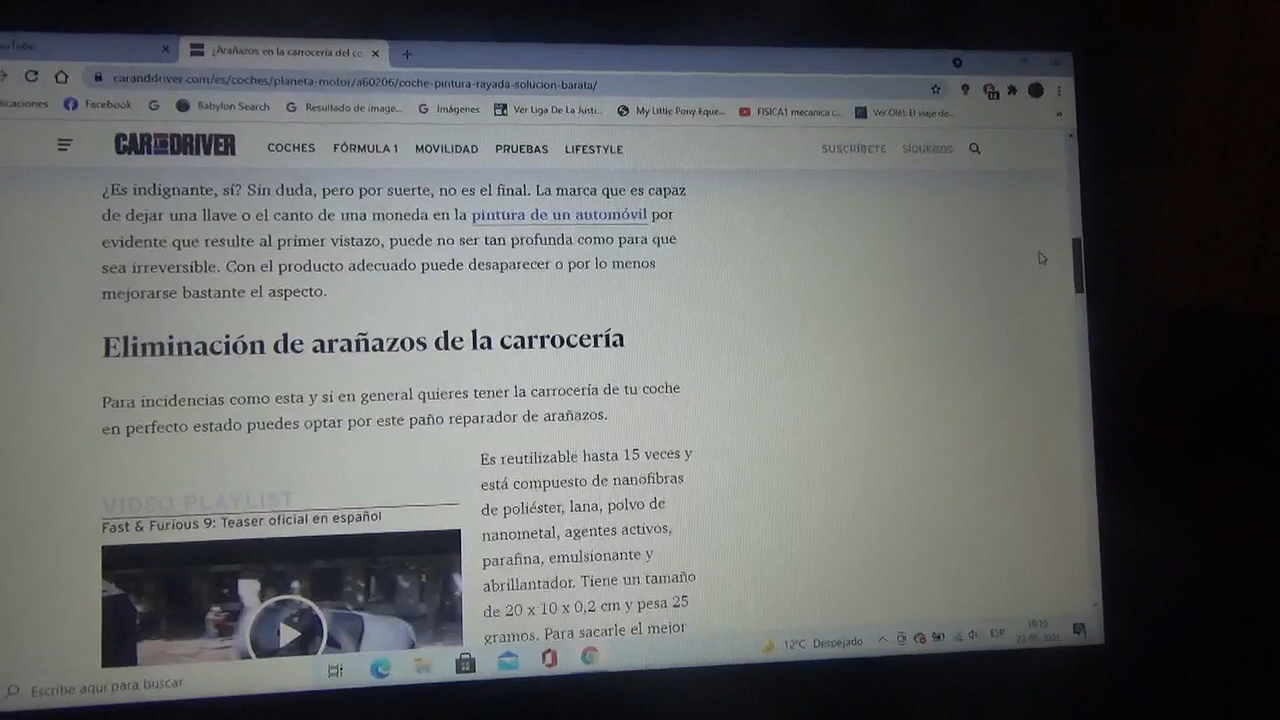 ¿Arañazos en la carrocería del co
caranddriver.com/es/coches/planeta-motor/a60206/coche-pintura-rayada-solucion-barata/
Facebook
Babylon Search
Resultado de image...
Imágenes
Ver Liga De La Justi...
My Little Pony Eque...
FISICA1 mecanica c...
Ver Olé!: El viaje de...
CAR AND DRIVER
COCHES
FÓRMULA 1
MOVILIDAD
PRUEBAS
LIFESTYLE
SUSCRÍBETE
SÍGUENOS
¿Es indignante, sí? Sin duda, pero por suerte, no es el final. La marca que es capaz
de dejar una llave o el canto de una moneda en la pintura de un automóvil por
evidente que resulte al primer vistazo, puede no ser tan profunda como para que
sea irreversible. Con el producto adecuado puede desaparecer o por lo menos
mejorarse bastante el aspecto.
Eliminación de arañazos de la carrocería
Para incidencias como esta y si en general quieres tener la carrocería de tu coche
en perfecto estado puedes optar por este paño reparador de arañazos.
VIDEO PLAYLIST
Fast & Furious 9: Teaser oficial en español
Es reutilizable hasta 15 veces y
está compuesto de nanofibras
de poliéster, lana, polvo de
nanometal, agentes activos,
parafina, emulsionante y
abrillantador. Tiene un tamaño
de 20 x 10 x 0,2 cm y pesa 25
gramos. Para sacarle el mejor
Escribe aquí para buscar
12°C Despejado
ESP